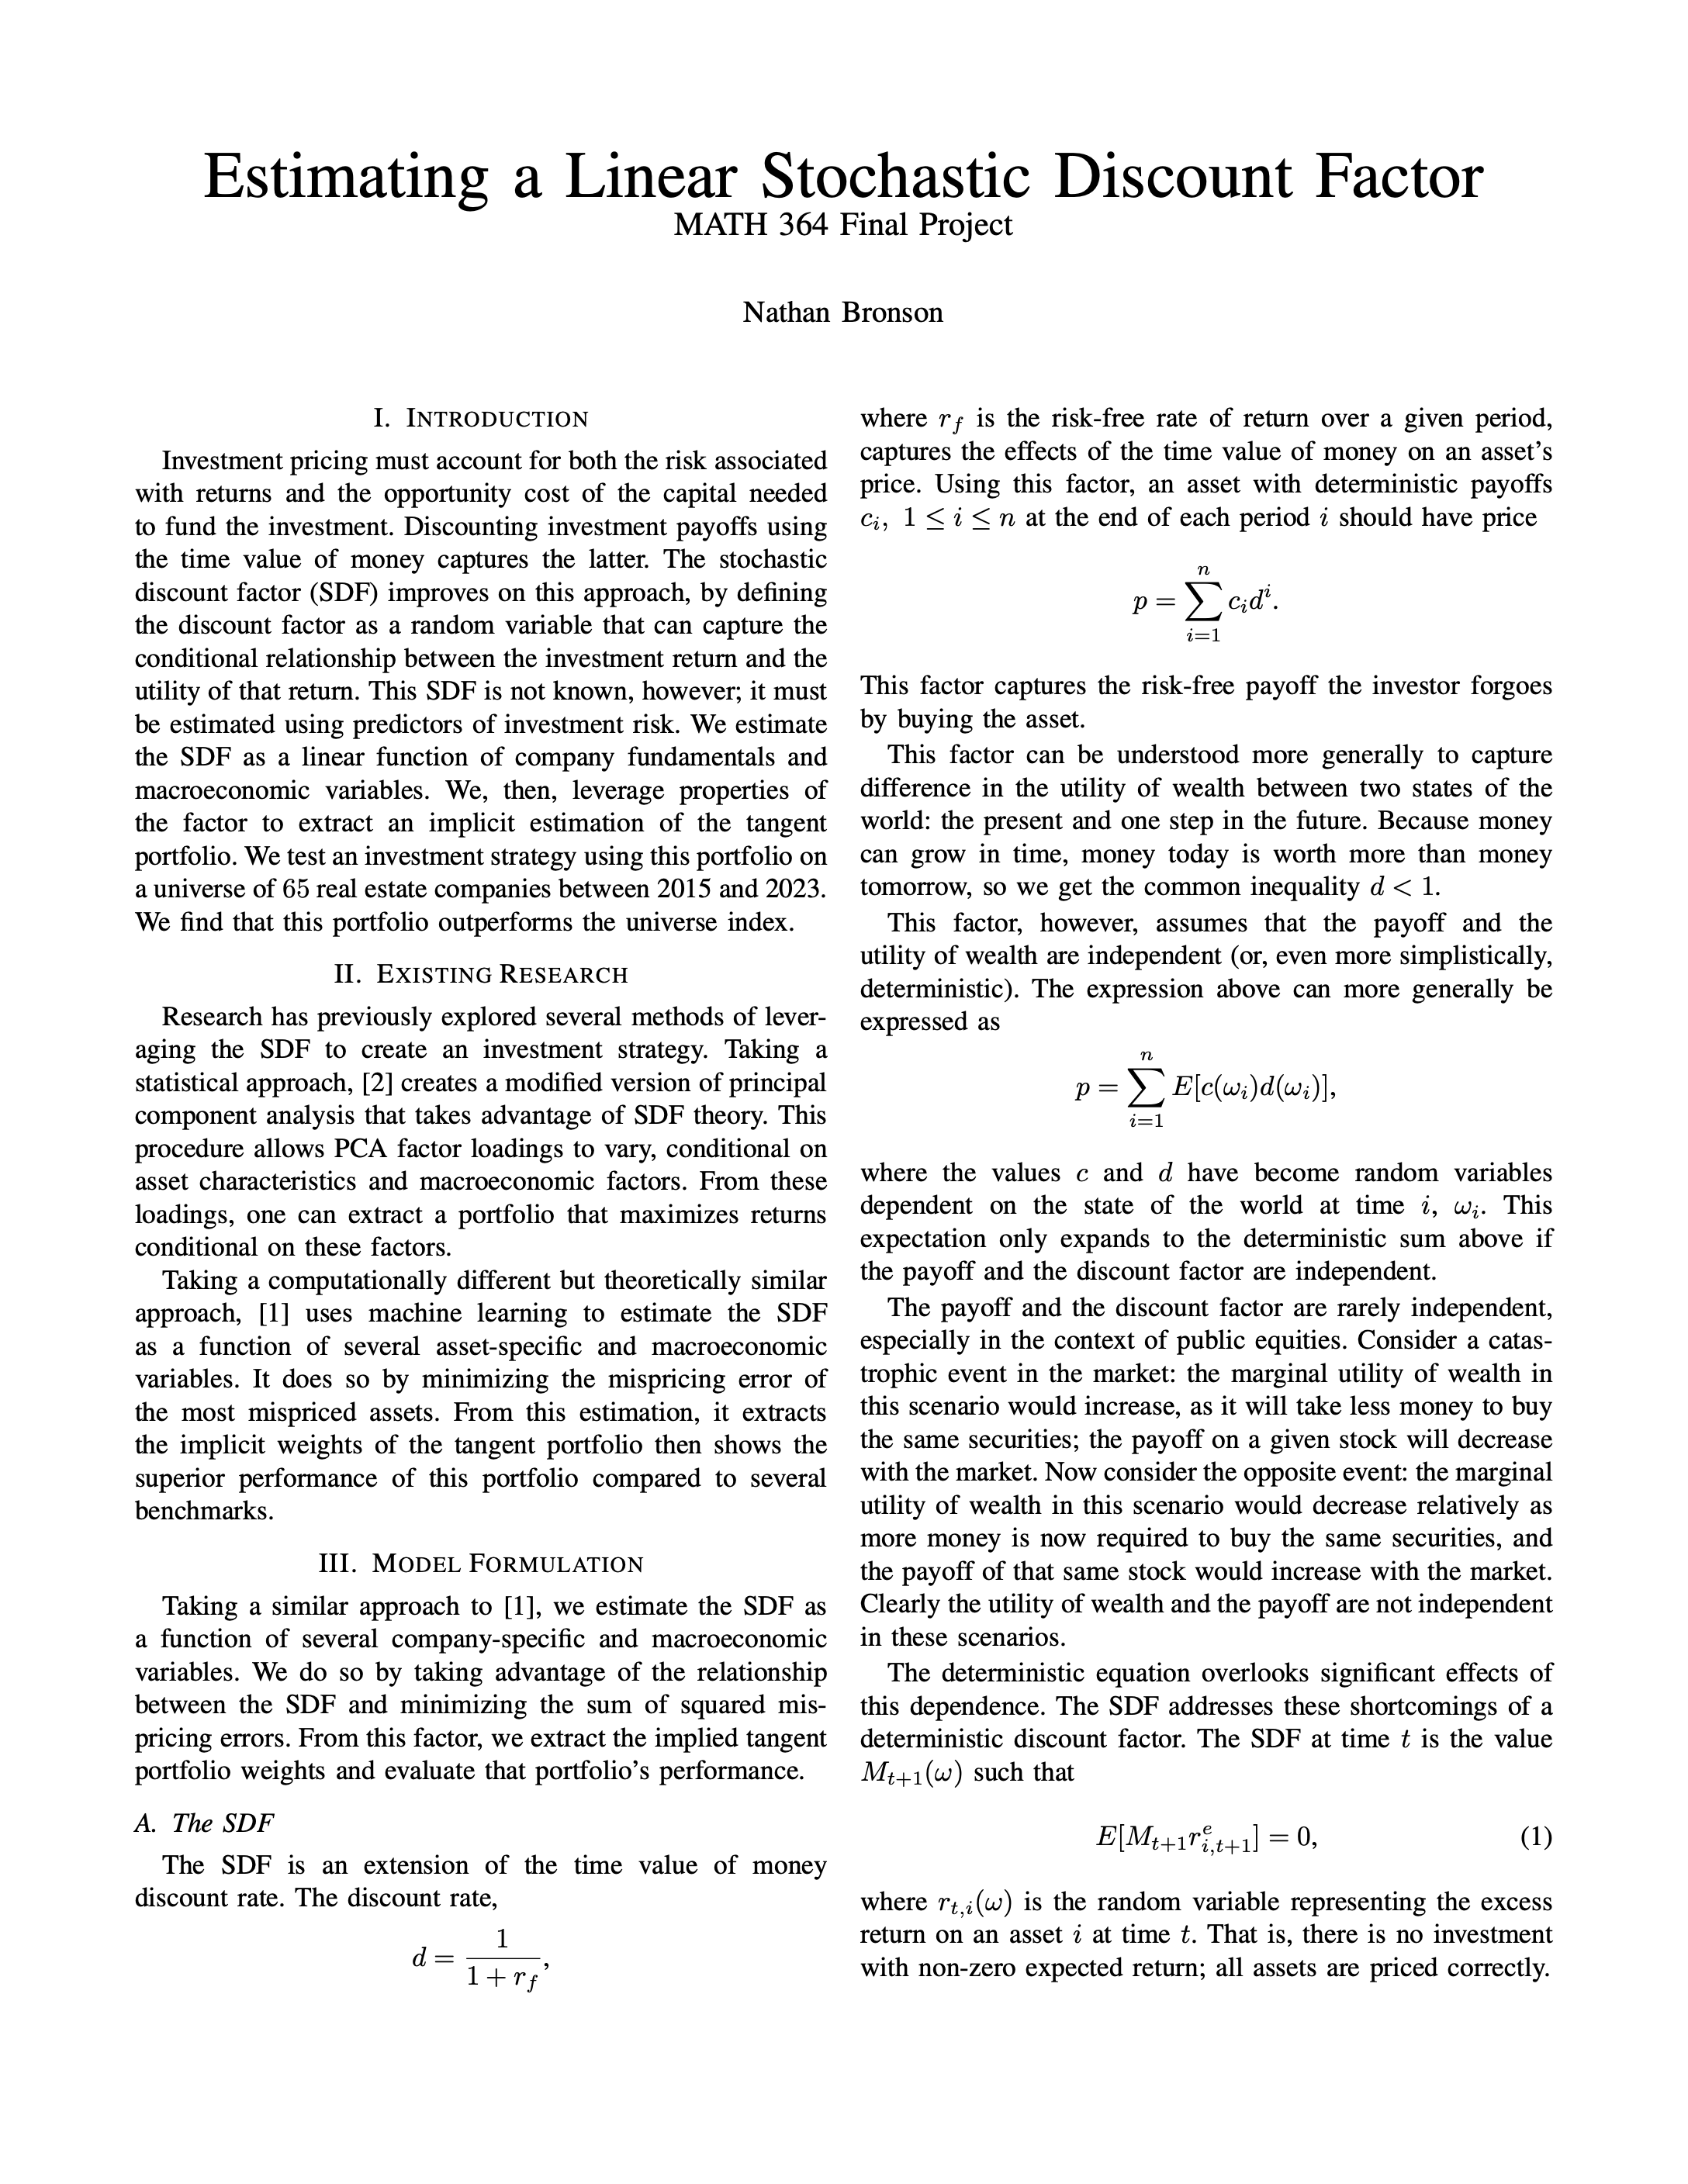 Estimating a Linear Stochastic Discount Factor
MATH 364 Final Project
Nathan Bronson
I. INTRODUCTION
Investment pricing must account for both the risk associated
with returns and the opportunity cost of the capital needed
to fund the investment. Discounting investment payoffs using
the time value of money captures the latter. The stochastic
discount factor (SDF) improves on this approach, by defining
the discount factor as a random variable that can capture the
conditional relationship between the investment return and the
utility of that return. This SDF is not known, however; it must
be estimated using predictors of investment risk. We estimate
the SDF as a linear function of company fundamentals and
macroeconomic variables. We, then, leverage properties of
the factor to extract an implicit estimation of the tangent
portfolio. We test an investment strategy using this portfolio on
a universe of 65 real estate companies between 2015 and 2023.
We find that this portfolio outperforms the universe index.
II. EXISTING RESEARCH
Research has previously explored several methods of lever-
aging the SDF to create an investment strategy. Taking a
statistical approach, [2] creates a modified version of principal
component analysis that takes advantage of SDF theory. This
procedure allows PCA factor loadings to vary, conditional on
asset characteristics and macroeconomic factors. From these
loadings, one can extract a portfolio that maximizes returns
conditional on these factors.
Taking a computationally different but theoretically similar
approach, [1] uses machine learning to estimate the SDF
as a function of several asset-specific and macroeconomic
variables. It does so by minimizing the mispricing error of
the most mispriced assets. From this estimation, it extracts
the implicit weights of the tangent portfolio then shows the
superior performance of this portfolio compared to several
benchmarks.
III. MODEL FORMULATION
Taking a similar approach to [1], we estimate the SDF as
a function of several company-specific and macroeconomic
variables. We do so by taking advantage of the relationship
between the SDF and minimizing the sum of squared mis-
pricing errors. From this factor, we extract the implied tangent
portfolio weights and evaluate that portfolio's performance.
A. The SDF
The SDF is an extension of the time value of money
discount rate. The discount rate,
d = 1 / (1 + r_f),
where r_f is the risk-free rate of return over a given period,
captures the effects of the time value of money on an asset's
price. Using this factor, an asset with deterministic payoffs
c_i, 1 ≤ i ≤ n at the end of each period i should have price
p = ∑_{i=1}^{n} c_i d^i.
This factor captures the risk-free payoff the investor forgoes
by buying the asset.
This factor can be understood more generally to capture
difference in the utility of wealth between two states of the
world: the present and one step in the future. Because money
can grow in time, money today is worth more than money
tomorrow, so we get the common inequality d < 1.
This factor, however, assumes that the payoff and the
utility of wealth are independent (or, even more simplistically,
deterministic). The expression above can more generally be
expressed as
p = ∑_{i=1}^{n} E[c(ω_i)d(ω_i)],
where the values c and d have become random variables
dependent on the state of the world at time i, ω_i. This
expectation only expands to the deterministic sum above if
the payoff and the discount factor are independent.
The payoff and the discount factor are rarely independent,
especially in the context of public equities. Consider a catas-
trophic event in the market: the marginal utility of wealth in
this scenario would increase, as it will take less money to buy
the same securities; the payoff on a given stock will decrease
with the market. Now consider the opposite event: the marginal
utility of wealth in this scenario would decrease relatively as
more money is now required to buy the same securities, and
the payoff of that same stock would increase with the market.
Clearly the utility of wealth and the payoff are not independent
in these scenarios.
The deterministic equation overlooks significant effects of
this dependence. The SDF addresses these shortcomings of a
deterministic discount factor. The SDF at time t is the value
M_{t+1}(ω) such that
E[M_{t+1} r^e_{i,t+1}] = 0, (1)
where r_{t,i}(ω) is the random variable representing the excess
return on an asset i at time t. That is, there is no investment
with non-zero expected return; all assets are priced correctly.